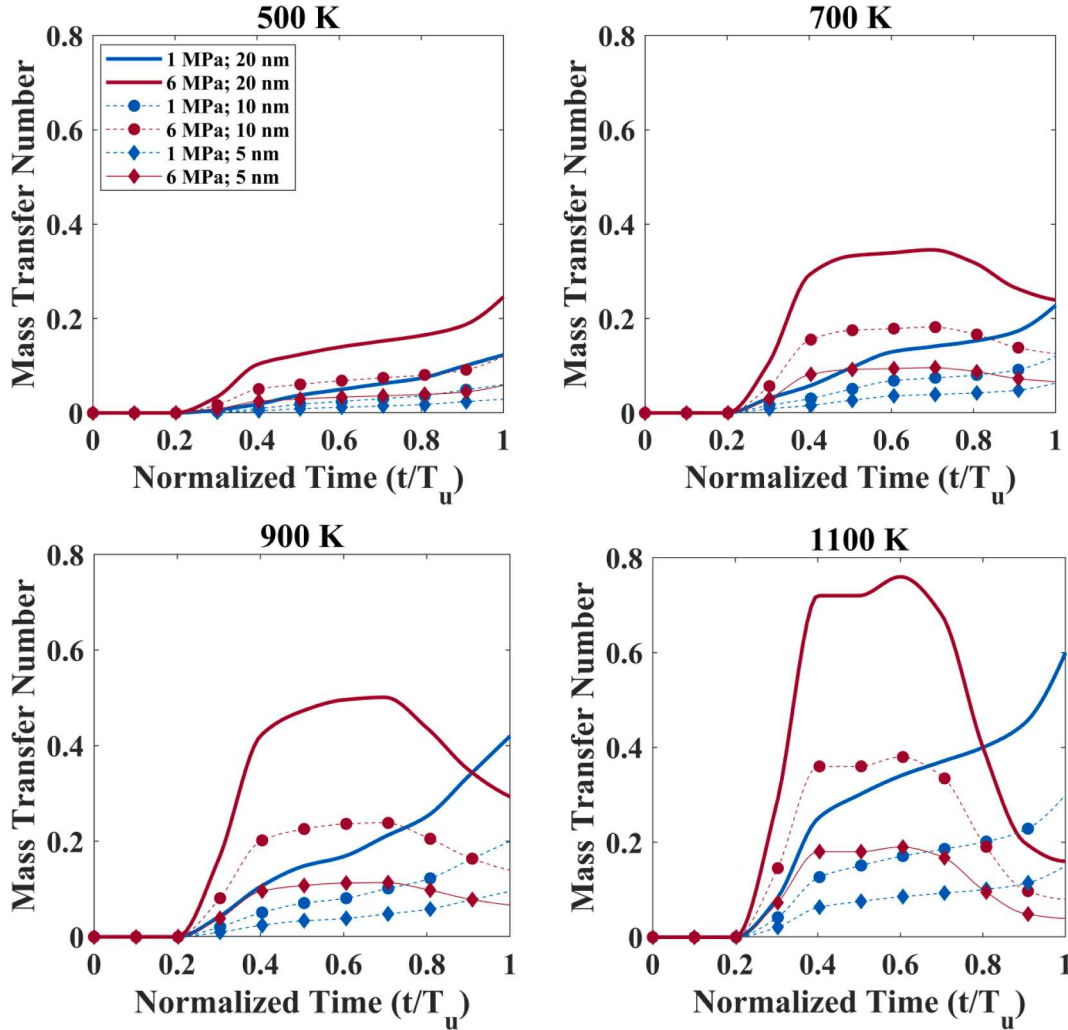 500 K
0.8
0.6
0.4
0.2
0
Mass Transfer Number
1 MPa; 20 nm
6 MPa; 20 nm
1 MPa; 10 nm
6 MPa; 10 nm
1 MPa; 5 nm
6 MPa; 5 nm
0 0.2 0.4 0.6 0.8 1
Normalized Time (t/T_u)
700 K
0.8
0.6
0.4
0.2
0
Mass Transfer Number
0 0.2 0.4 0.6 0.8 1
Normalized Time (t/T_u)
900 K
0.8
0.6
0.4
0.2
0
Mass Transfer Number
0 0.2 0.4 0.6 0.8 1
Normalized Time (t/T_u)
1100 K
0.8
0.6
0.4
0.2
0
Mass Transfer Number
0 0.2 0.4 0.6 0.8 1
Normalized Time (t/T_u)